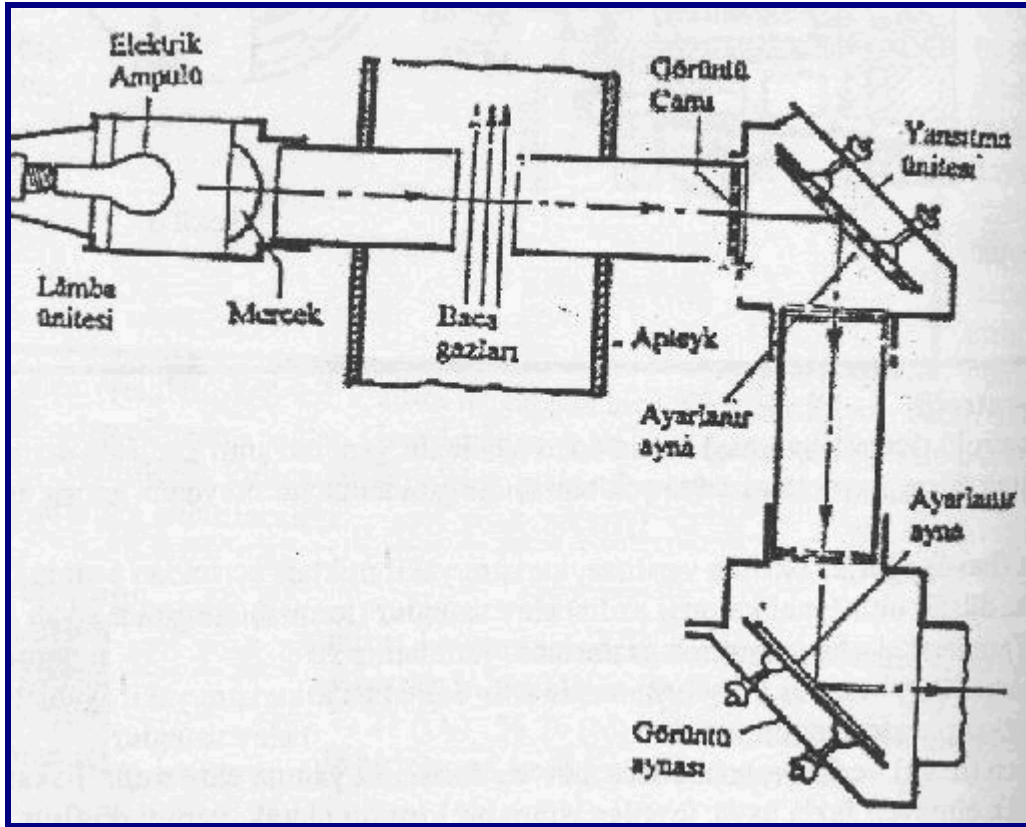 Elektrik
Ampulü
Görüntü
Camı
Yansıtma
ünitesi
Lâmba
ünitesi
Mercek
Baca
gazları
Apteyk
Ayarlanır
ayna
Ayarlanır
ayna
Görüntü
aynası